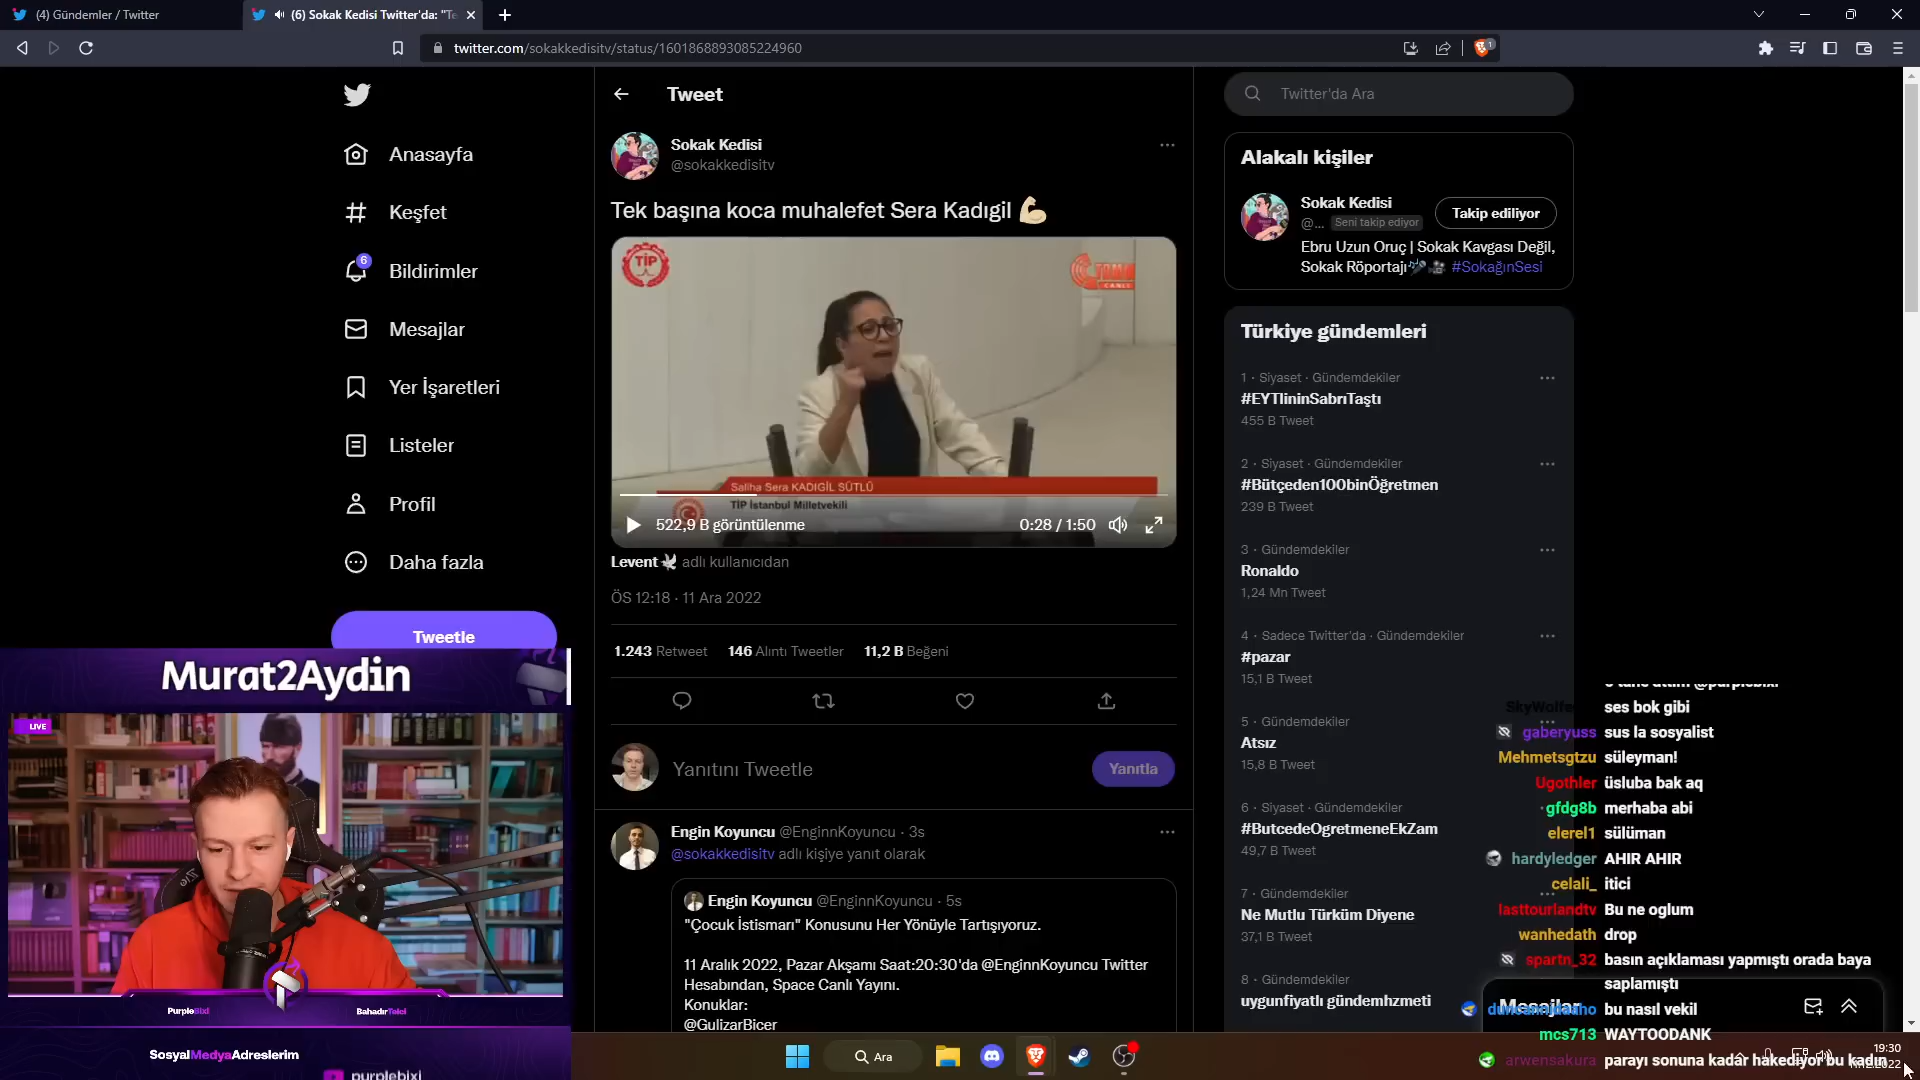 (4) Gündemler / Twitter
(6) Sokak Kedisi Twitter'da: "Te
twitter.com/sokakkedisitv/status/1601868893085224960
1
Anasayfa
Keşfet
6
Bildirimler
Mesajlar
Yer İşaretleri
Listeler
Profil
Daha fazla
Tweetle
Tweet
Sokak Kedisi
@sokakkedisitv
Tek başına koca muhalefet Sera Kadıgil 💪
TİP
CANLI
Saliha Sera KADIGİL SÜTLÜ
TİP İstanbul Milletvekili
522,9 B görüntülenme
0:28 / 1:50
Levent🕊 adlı kullanıcıdan
ÖS 12:18 · 11 Ara 2022
1.243 Retweet 146 Alıntı Tweetler 11,2 B Beğeni
Yanıtını Tweetle
Yanıtla
Engin Koyuncu @EnginnKoyuncu · 3s
@sokakkedisitv adlı kişiye yanıt olarak
Engin Koyuncu @EnginnKoyuncu · 5s
"Çocuk İstismarı" Konusunu Her Yönüyle Tartışıyoruz.
11 Aralık 2022, Pazar Akşamı Saat:20:30'da @EnginnKoyuncu Twitter
Hesabından, Space Canlı Yayını.
Konuklar:
@GulizarBicer
Twitter'da Ara
Alakalı kişiler
Sokak Kedisi
@... Seni takip ediyor
Takip ediliyor
Ebru Uzun Oruç | Sokak Kavgası Değil,
Sokak Röportajı🎤🎥 #SokağınSesi
Türkiye gündemleri
1 · Siyaset · Gündemdekiler
#EYTlininSabrıTaştı
455 B Tweet
2 · Siyaset · Gündemdekiler
#Bütçeden100binÖğretmen
239 B Tweet
3 · Gündemdekiler
Ronaldo
1,24 Mn Tweet
4 · Sadece Twitter'da · Gündemdekiler
#pazar
15,1 B Tweet
5 · Gündemdekiler
Atsız
15,8 B Tweet
6 · Siyaset · Gündemdekiler
#ButcedeOgretmeneEkZam
49,7 B Tweet
7 · Gündemdekiler
Ne Mutlu Türküm Diyene
37,1 B Tweet
8 · Gündemdekiler
uygunfiyatlı gündemhzmeti
Mesajlar
SkyWolfe ses bok gibi
gaberyuss sus la sosyalist
Mehmetsgtzu süleyman!
Ugothler üsluba bak aq
gfdg8b merhaba abi
elerel1 sülüman
hardyledger AHIR AHIR
celali_ itici
lasttourlandtv Bu ne oglum
wanhedath drop
spartn_32 basın açıklaması yapmıştı orada baya
saplamıştı
bu nasıl vekil
mcs713 WAYTOODANK
arwensakura parayı sonuna kadar hakediyor bu kadın
Murat2Aydin
LIVE
PurpleBixi
BahadırTekci
SosyalMedyaAdreslerim
purplebixi
Ara
19:30